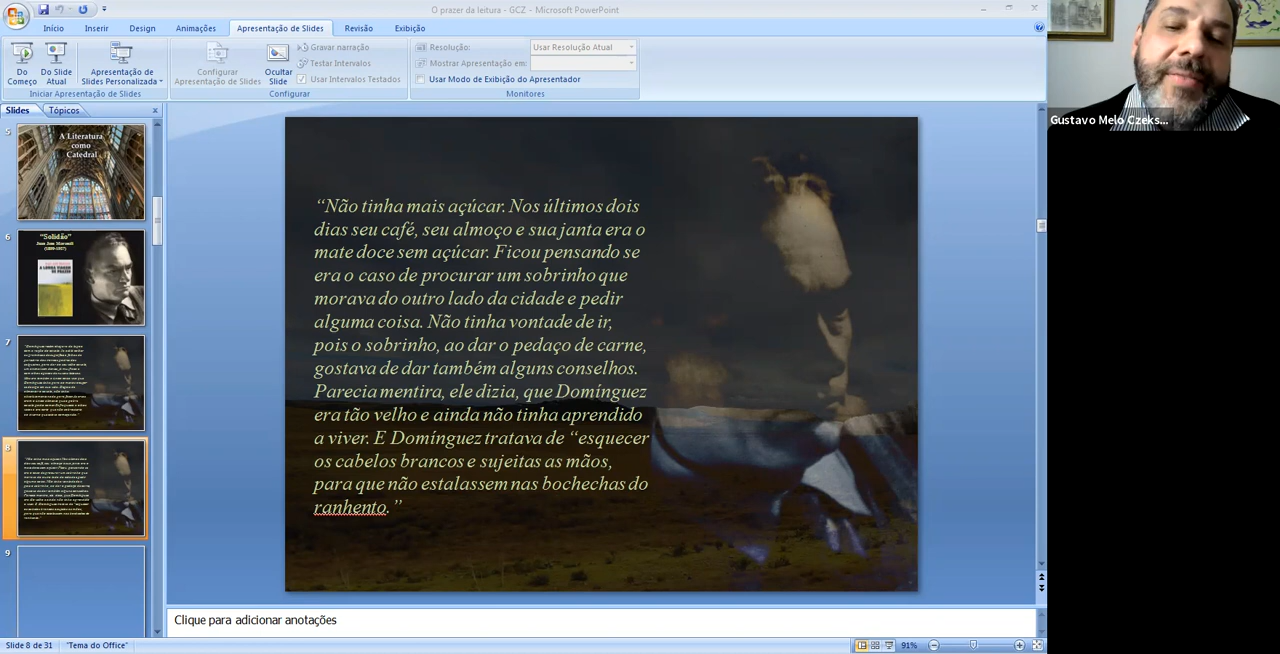 O prazer da leitura - GCZ - Microsoft PowerPoint
Início Inserir Design Animações Apresentação de Slides Revisão Exibição
Do Começo
Do Slide Atual
Apresentação de Slides Personalizada
Iniciar Apresentação de Slides
Configurar Apresentação de Slides
Ocultar Slide
Gravar narração
Testar Intervalos
Usar Intervalos Testados
Configurar
Resolução: Usar Resolução Atual
Mostrar Apresentação em:
Usar Modo de Exibição do Apresentador
Monitores
Slides Tópicos
5
A Literatura
como
Catedral
6
"Solidão"
7
8
9
“Não tinha mais açúcar. Nos últimos dois
dias seu café, seu almoço e sua janta era o
mate doce sem açúcar. Ficou pensando se
era o caso de procurar um sobrinho que
morava do outro lado da cidade e pedir
alguma coisa. Não tinha vontade de ir,
pois o sobrinho, ao dar o pedaço de carne,
gostava de dar também alguns conselhos.
Parecia mentira, ele dizia, que Domínguez
era tão velho e ainda não tinha aprendido
a viver. E Domínguez tratava de “esquecer
os cabelos brancos e sujeitas as mãos,
para que não estalassem nas bochechas do
ranhento.”
Clique para adicionar anotações
Slide 8 de 31 "Tema do Office" 91%
Gustavo Melo Czeks...